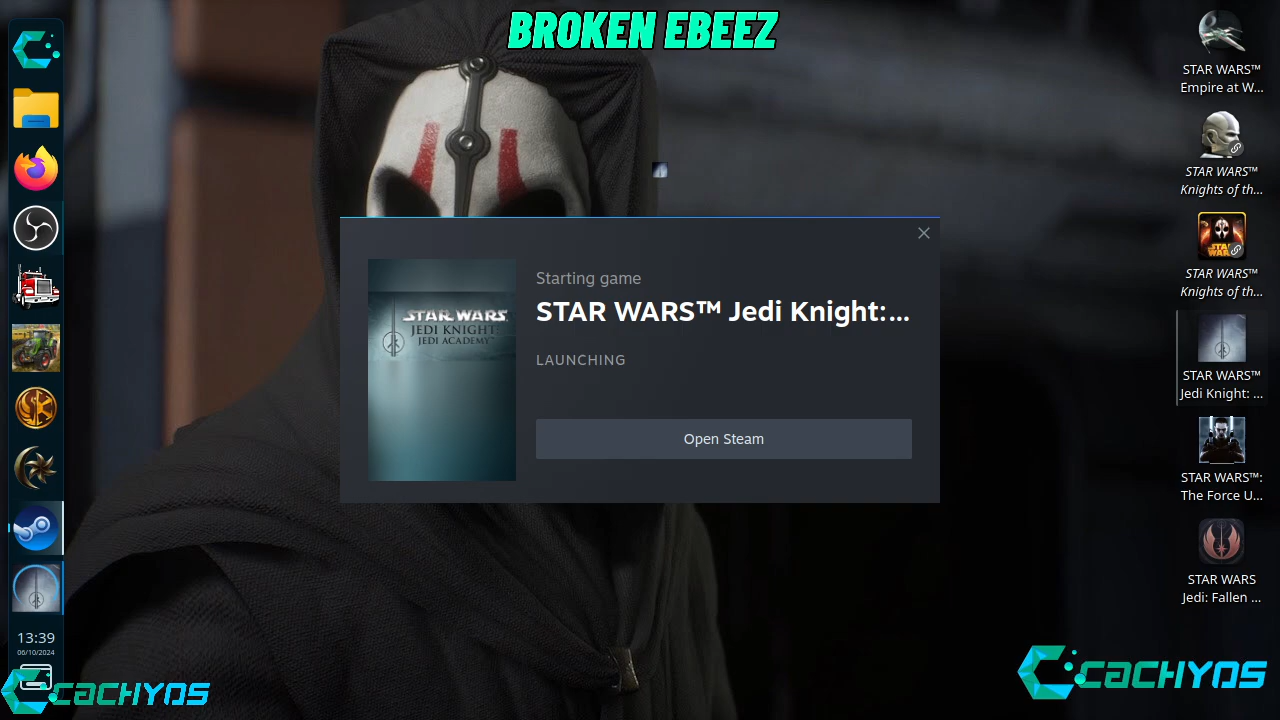 BROKEN EBEEZ
STAR WARS™
Empire at W...
STAR WARS™
Knights of th...
STAR WARS™
Knights of th...
STAR WARS™
Jedi Knight: ...
STAR WARS™:
The Force U...
STAR WARS
Jedi: Fallen ...
Starting game
STAR WARS™ Jedi Knight:...
LAUNCHING
Open Steam
STAR WARS
JEDI KNIGHT:
JEDI ACADEMY™
13:39
06/10/2024
CACHYOS
CACHYOS